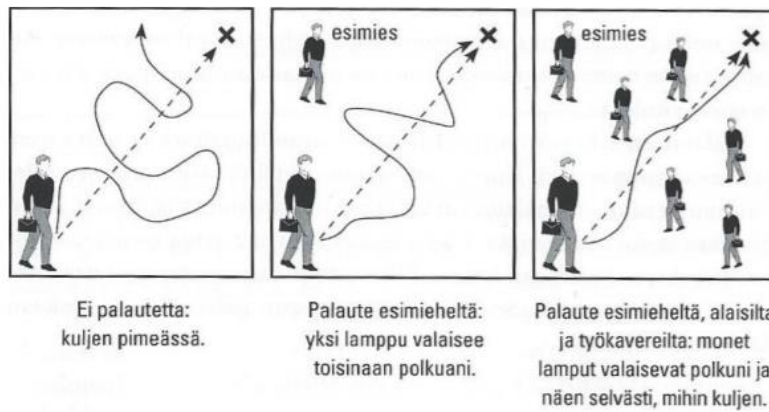 esimies
esimies
Ei palautetta:
kuljen pimeässä.
Palaute esimieheltä:
yksi lamppu valaisee
toisinaan polkuani.
Palaute esimieheltä, alaisilta
ja työkavereilta: monet
lamput valaisevat polkuni ja
näen selvästi, mihin kuljen.